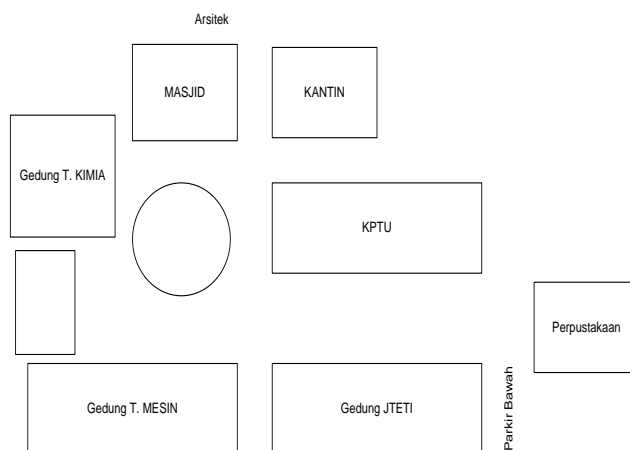 Arsitek
MASJID
KANTIN
Gedung T. KIMIA
KPTU
Perpustakaan
Gedung T. MESIN
Gedung JTETI
Parkir Bawah